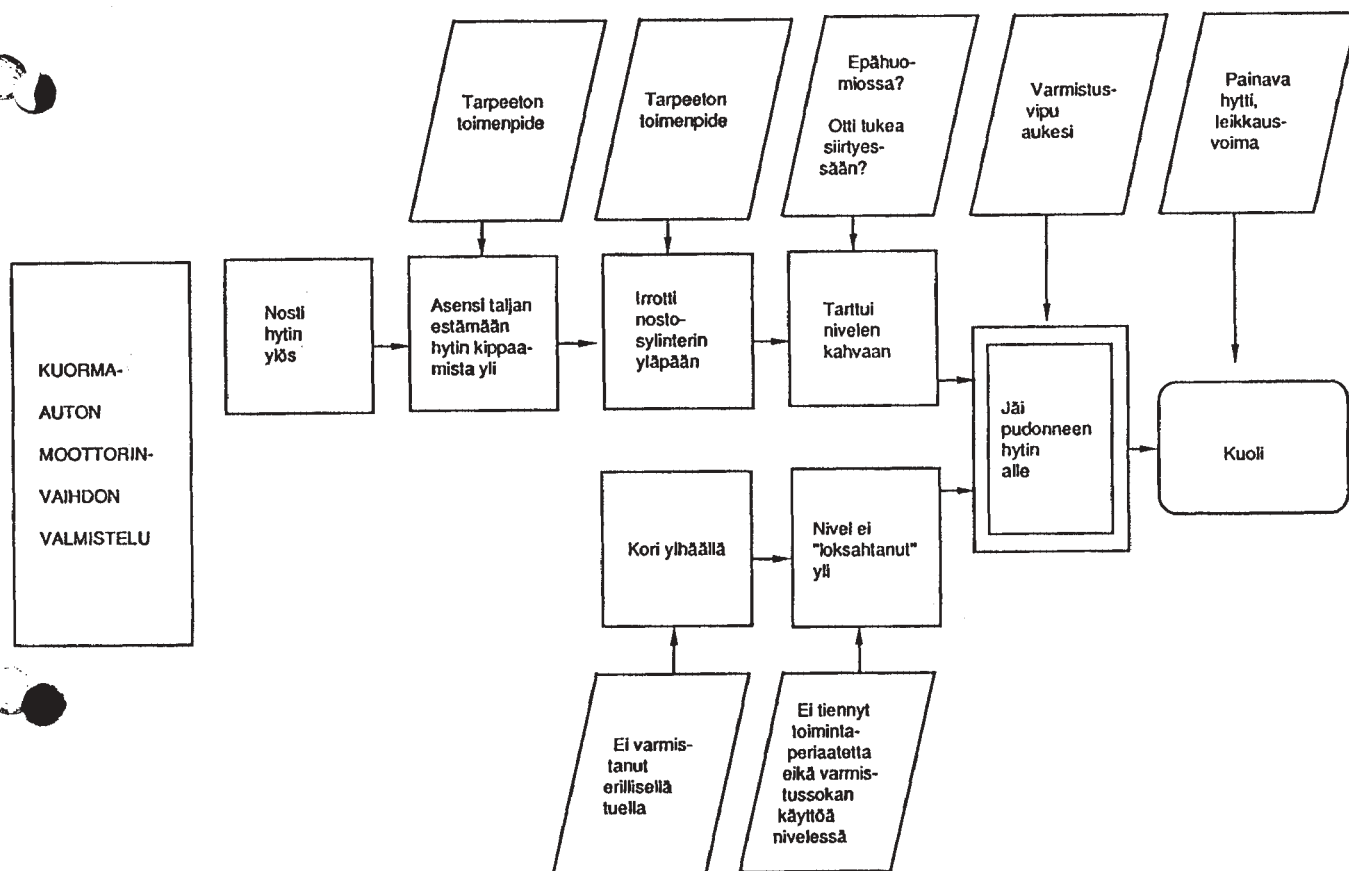 Tarpeeton
toimenpide
Tarpeeton
toimenpide
Epähuo-
miossa?
Otti tukea
siirtyes-
sään?
Varmistus-
vipu
aukesi
Painava
hytti,
leikkaus-
voima
KUORMA-
AUTON
MOOTTORIN-
VAIHDON
VALMISTELU
Nosti
hytin
ylös
Asensi taljan
estämään
hytin kippaa-
mista yli
Irrotti
nosto-
sylinterin
yläpään
Tarttui
nivelen
kahvaan
Jäi
pudonneen
hytin
alle
Kuoli
Kori ylhäällä
Nivel ei
"loksahtanut"
yli
Ei varmis-
tanut
erillisellä
tuella
Ei tiennyt
toiminta-
periaatetta
eikä varmis-
tussokan
käyttöä
nivelessä